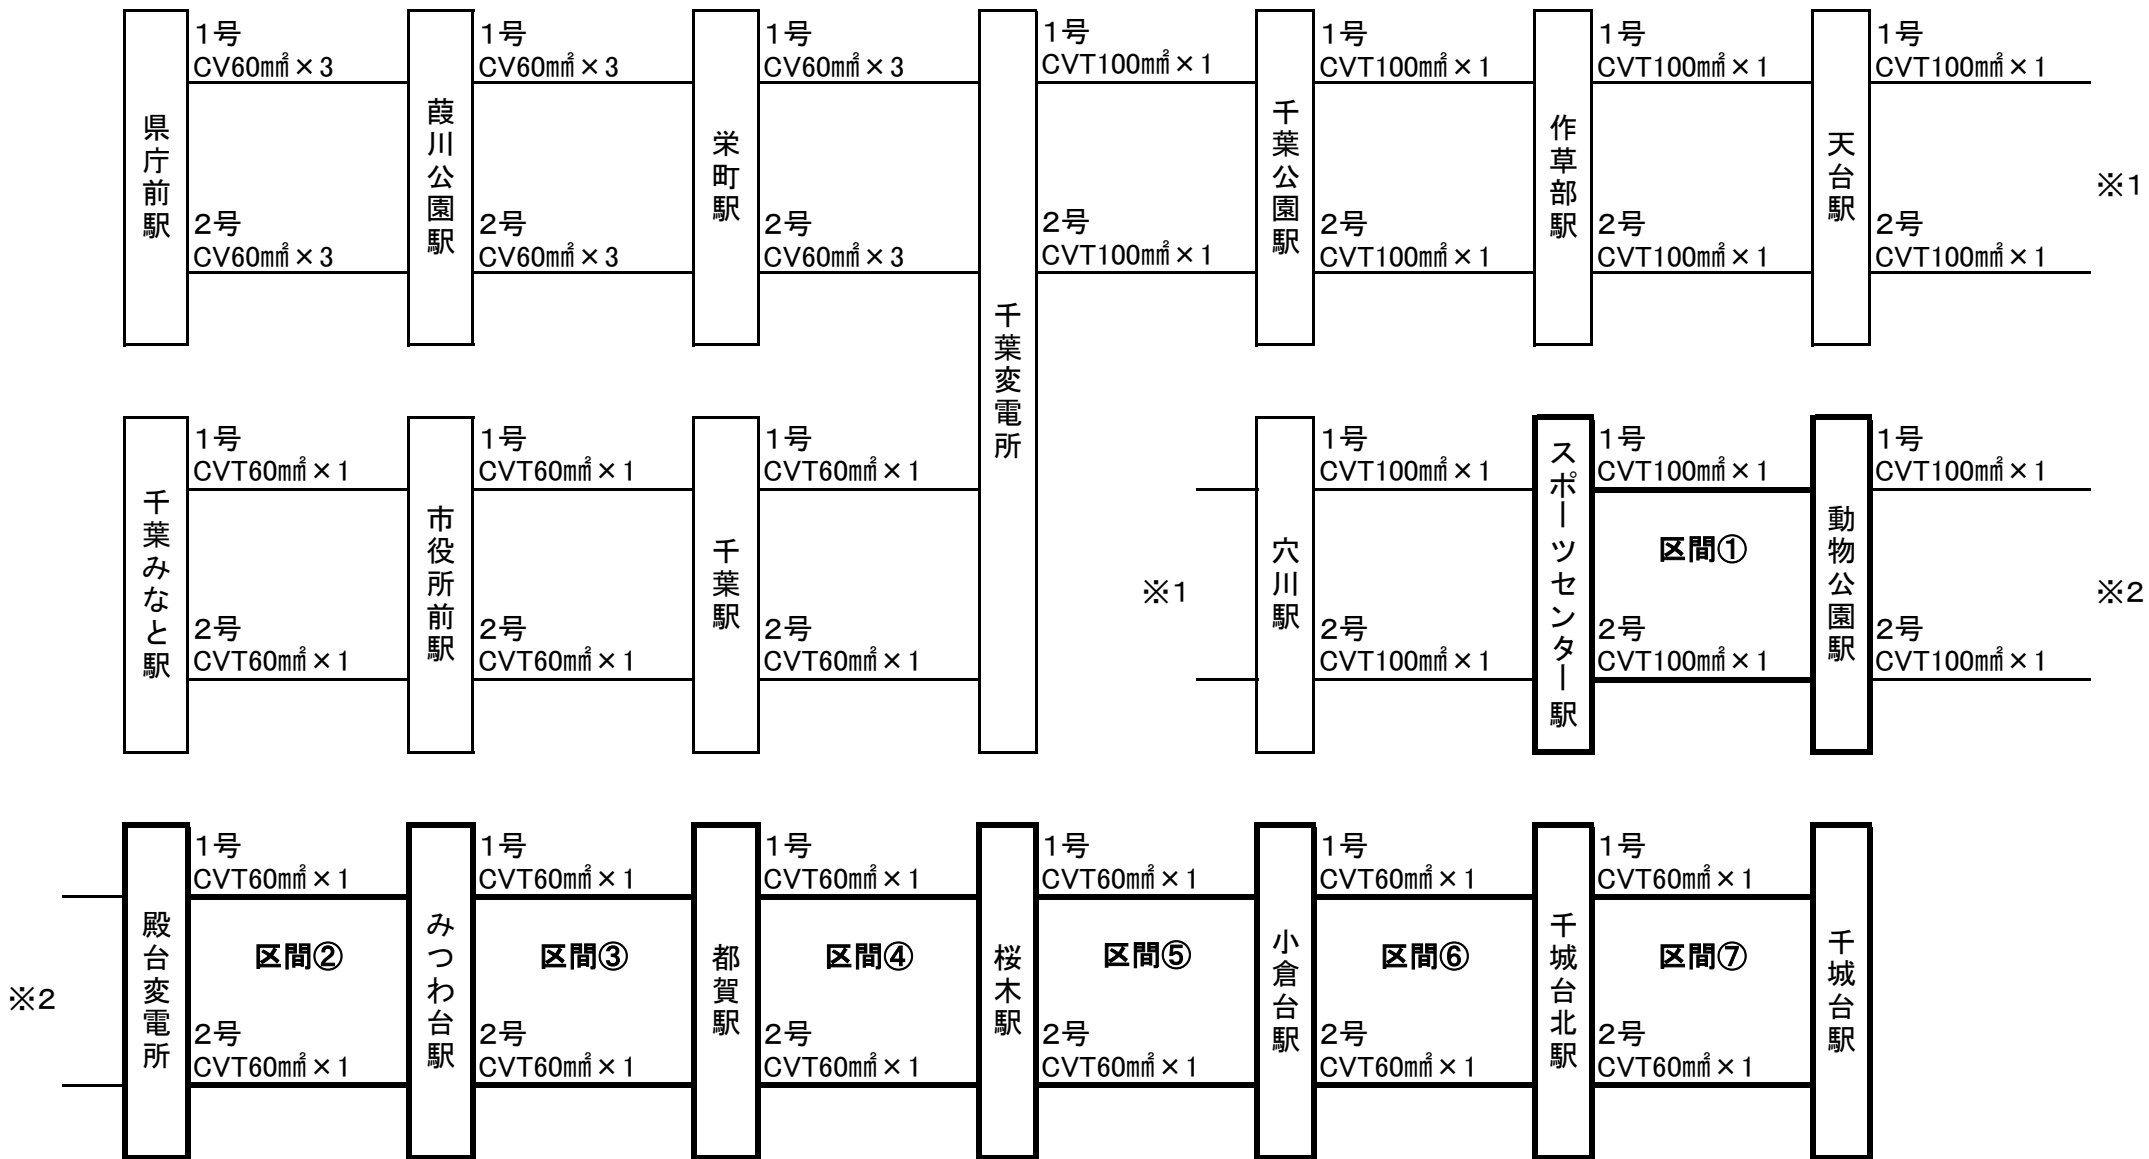 県庁前駅
1号
CV60㎟×3
2号
CV60㎟×3
葭川公園駅
1号
CV60㎟×3
2号
CV60㎟×3
栄町駅
1号
CV60㎟×3
2号
CV60㎟×3
千葉変電所
1号
CVT100㎟×1
2号
CVT100㎟×1
千葉公園駅
1号
CVT100㎟×1
2号
CVT100㎟×1
作草部駅
1号
CVT100㎟×1
2号
CVT100㎟×1
天台駅
1号
CVT100㎟×1
2号
CVT100㎟×1
※1
千葉みなと駅
1号
CVT60㎟×1
2号
CVT60㎟×1
市役所前駅
1号
CVT60㎟×1
2号
CVT60㎟×1
千葉駅
1号
CVT60㎟×1
2号
CVT60㎟×1
※1
穴川駅
1号
CVT100㎟×1
2号
CVT100㎟×1
スポーツセンター駅
1号
CVT100㎟×1
区間①
2号
CVT100㎟×1
動物公園駅
1号
CVT100㎟×1
2号
CVT100㎟×1
※2
※2
殿台変電所
1号
CVT60㎟×1
区間②
2号
CVT60㎟×1
みつわ台駅
1号
CVT60㎟×1
区間③
2号
CVT60㎟×1
都賀駅
1号
CVT60㎟×1
区間④
2号
CVT60㎟×1
桜木駅
1号
CVT60㎟×1
区間⑤
2号
CVT60㎟×1
小倉台駅
1号
CVT60㎟×1
区間⑥
2号
CVT60㎟×1
千城台北駅
1号
CVT60㎟×1
区間⑦
2号
CVT60㎟×1
千城台駅